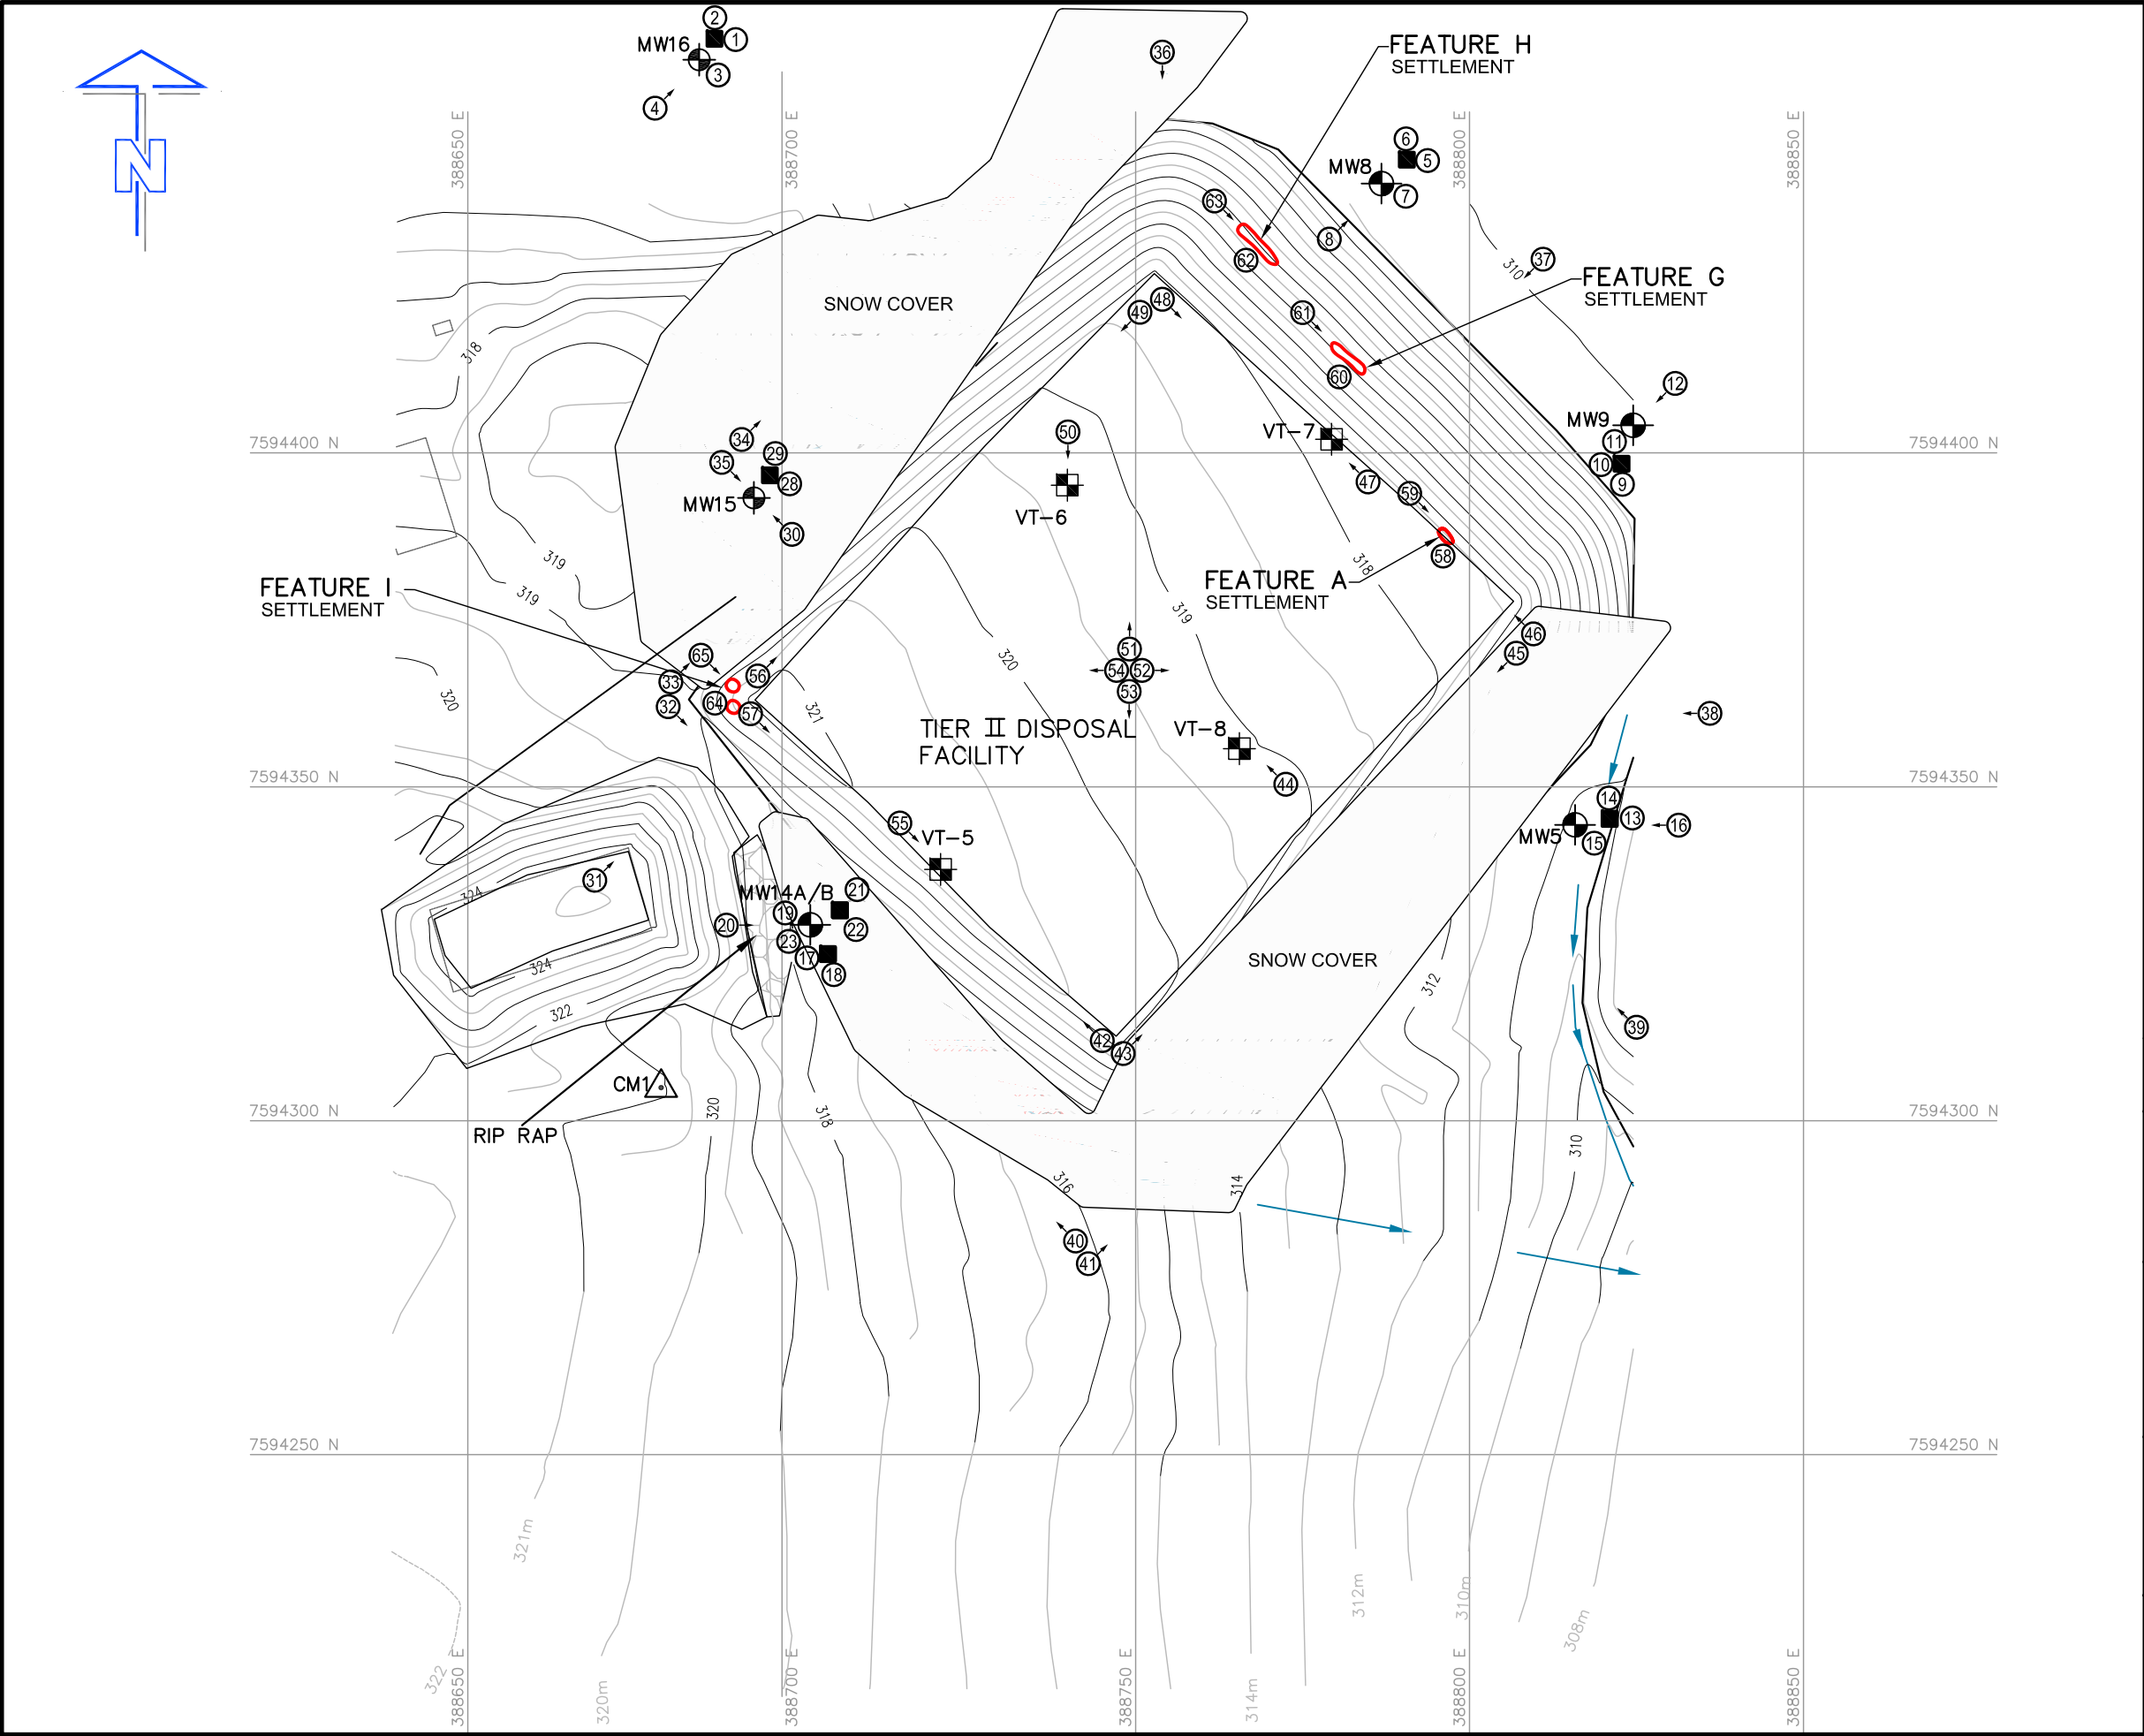 2
MW16
1
3
4
36
FEATURE H
SETTLEMENT
N
388650 E
388700 E
388800 E
388850 E
6
MW8
5
7
63
8
62
310
37
FEATURE G
SETTLEMENT
SNOW COVER
48
49
61
318
60
12
MW9
50
VT-7
34
29
11
7594400 N
7594400 N
35
28
10
9
MW15
47
59
VT-6
30
58
319
318
FEATURE I
SETTLEMENT
319
FEATURE A
SETTLEMENT
319
46
51
65
45
56
54
52
33
53
320
320
64
32
57
321
38
TIER II DISPOSAL
FACILITY
VT-8
7594350 N
44
7594350 N
14
55
13
16
VT-5
MW5
15
31
324
MW14A/B
21
19
20
22
23
17
18
324
SNOW COVER
312
322
39
42
43
CM1
320
318
7594300 N
7594300 N
RIP RAP
310
316
314
40
41
7594250 N
7594250 N
321m
312m
310m
308m
322
320m
314m
388650 E
388700 E
388750 E
388800 E
388850 E